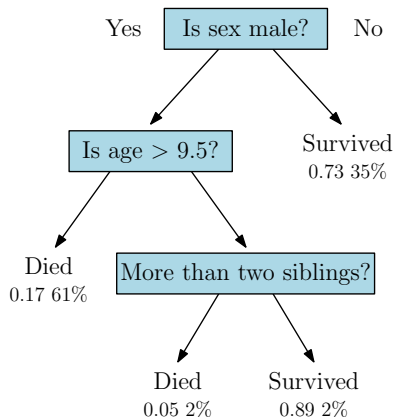 Yes
Is sex male?
No
Is age > 9.5?
Survived
0.73 35%
Died
0.17 61%
More than two siblings?
Died
0.05 2%
Survived
0.89 2%